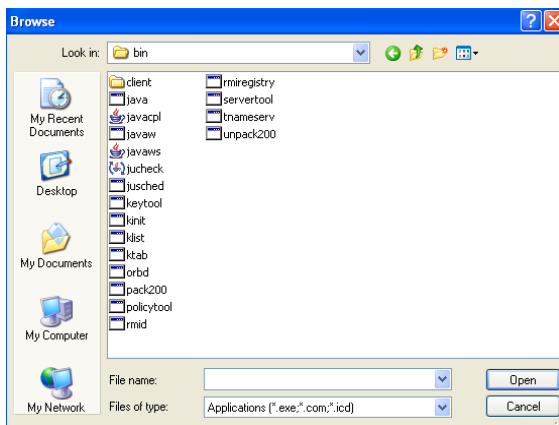 Browse
Look in: bin
My Recent Documents
Desktop
My Documents
My Computer
My Network
client
java
javacpl
javaw
javaws
jucheck
jusched
keytool
kinit
klist
ktab
orbd
pack200
policytool
rmid
rmiregistry
servertool
tnameserv
unpack200
File name:
Open
Files of type: Applications (*.exe;*.com;*.icd)
Cancel